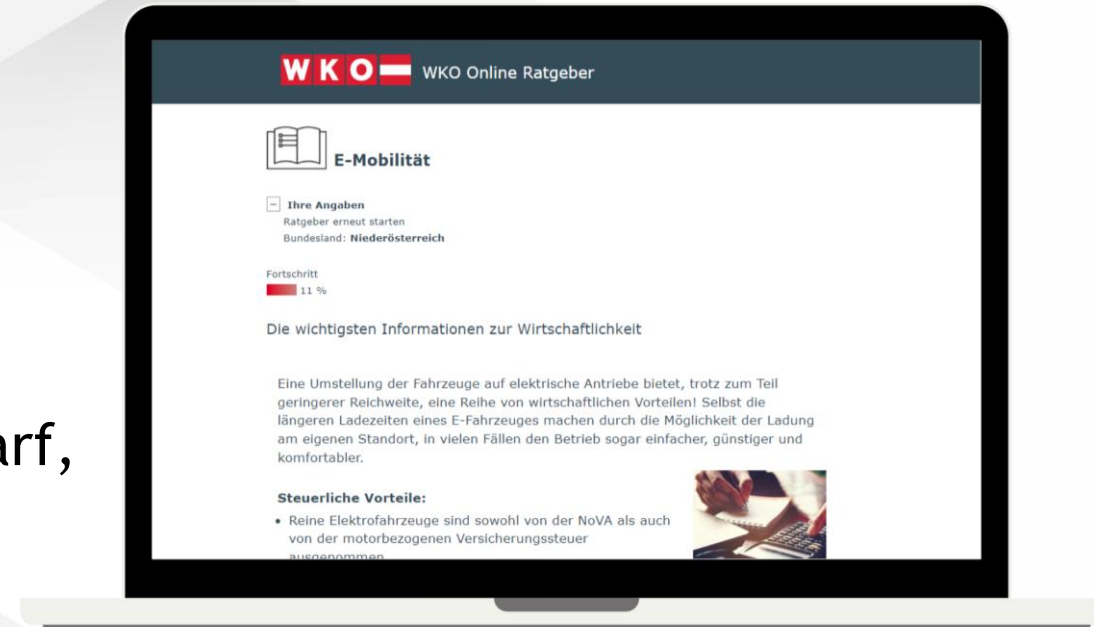 WKO WKO Online Ratgeber
E-Mobilität
Ihre Angaben
Ratgeber erneut starten
Bundesland: Niederösterreich
Fortschritt
11 %
Die wichtigsten Informationen zur Wirtschaftlichkeit
Eine Umstellung der Fahrzeuge auf elektrische Antriebe bietet, trotz zum Teil
geringerer Reichweite, eine Reihe von wirtschaftlichen Vorteilen! Selbst die
längeren Ladezeiten eines E-Fahrzeuges machen durch die Möglichkeit der Ladung
am eigenen Standort, in vielen Fällen den Betrieb sogar einfacher, günstiger und
komfortabler.
Steuerliche Vorteile:
• Reine Elektrofahrzeuge sind sowohl von der NoVA als auch
von der motorbezogenen Versicherungssteuer
ausgenommen
arf,